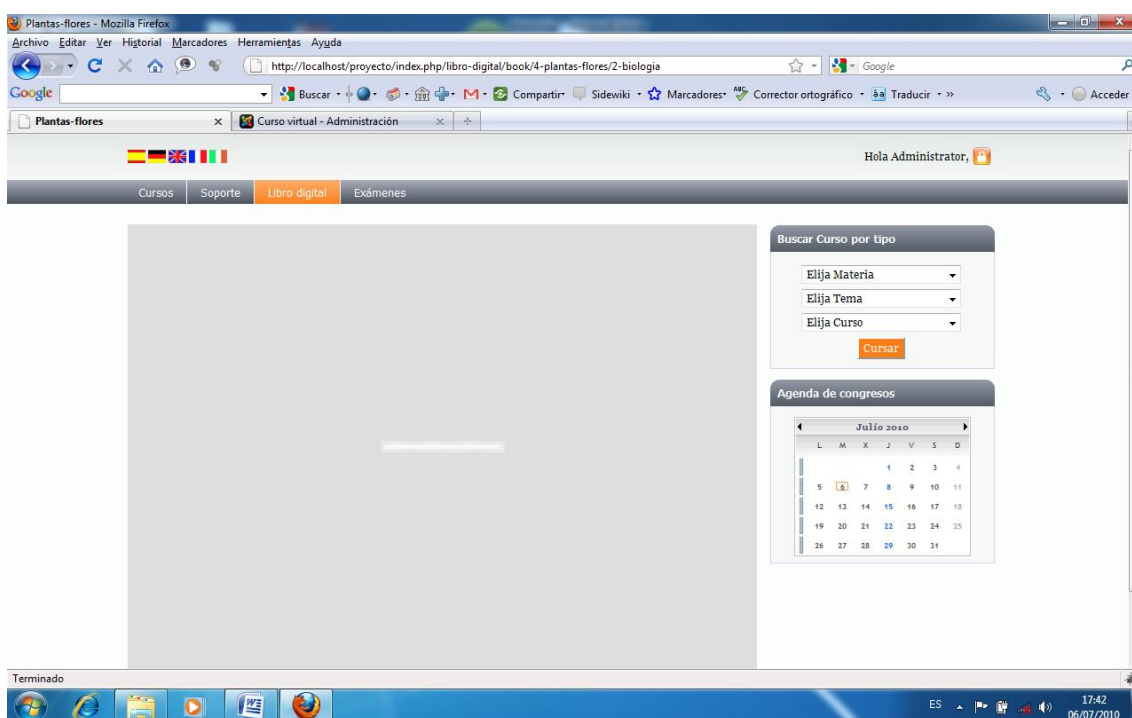 Plantas-flores - Mozilla Firefox
Archivo Editar Ver Historial Marcadores Herramientas Ayuda
http://localhost/proyecto/index.php/libro-digital/book/4-plantas-flores/2-biologia
Google
Google
Buscar
Compartir
Sidewiki
Marcadores
Corrector ortográfico
Traducir
Acceder
Plantas-flores
Curso virtual - Administración
Hola Administrator,
Cursos Soporte Libro digital Exámenes
Buscar Curso por tipo
Elija Materia
Elija Tema
Elija Curso
Cursar
Agenda de congresos
Julio 2010
L M X J V S D
1 2 3 4
5 6 7 8 9 10 11
12 13 14 15 16 17 18
19 20 21 22 23 24 25
26 27 28 29 30 31
Terminado
ES
17:42
06/07/2010